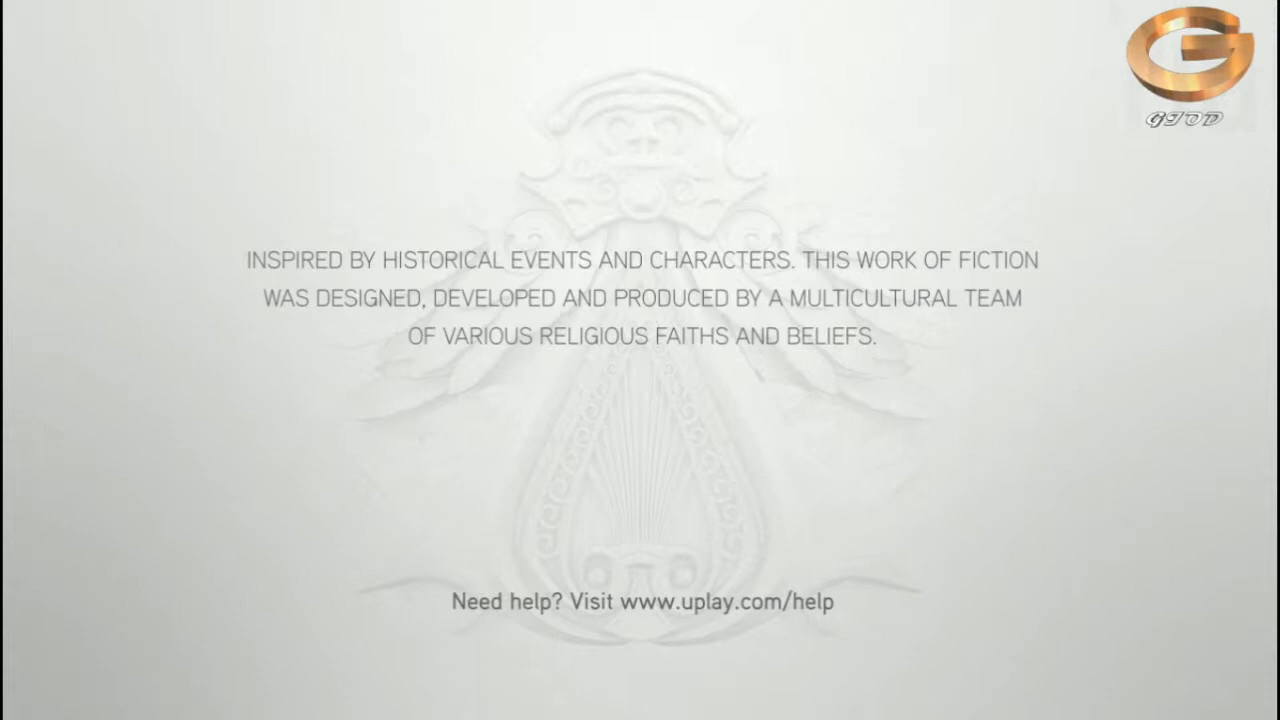 GJOD
INSPIRED BY HISTORICAL EVENTS AND CHARACTERS. THIS WORK OF FICTION
WAS DESIGNED, DEVELOPED AND PRODUCED BY A MULTICULTURAL TEAM
OF VARIOUS RELIGIOUS FAITHS AND BELIEFS.
Need help? Visit www.uplay.com/help